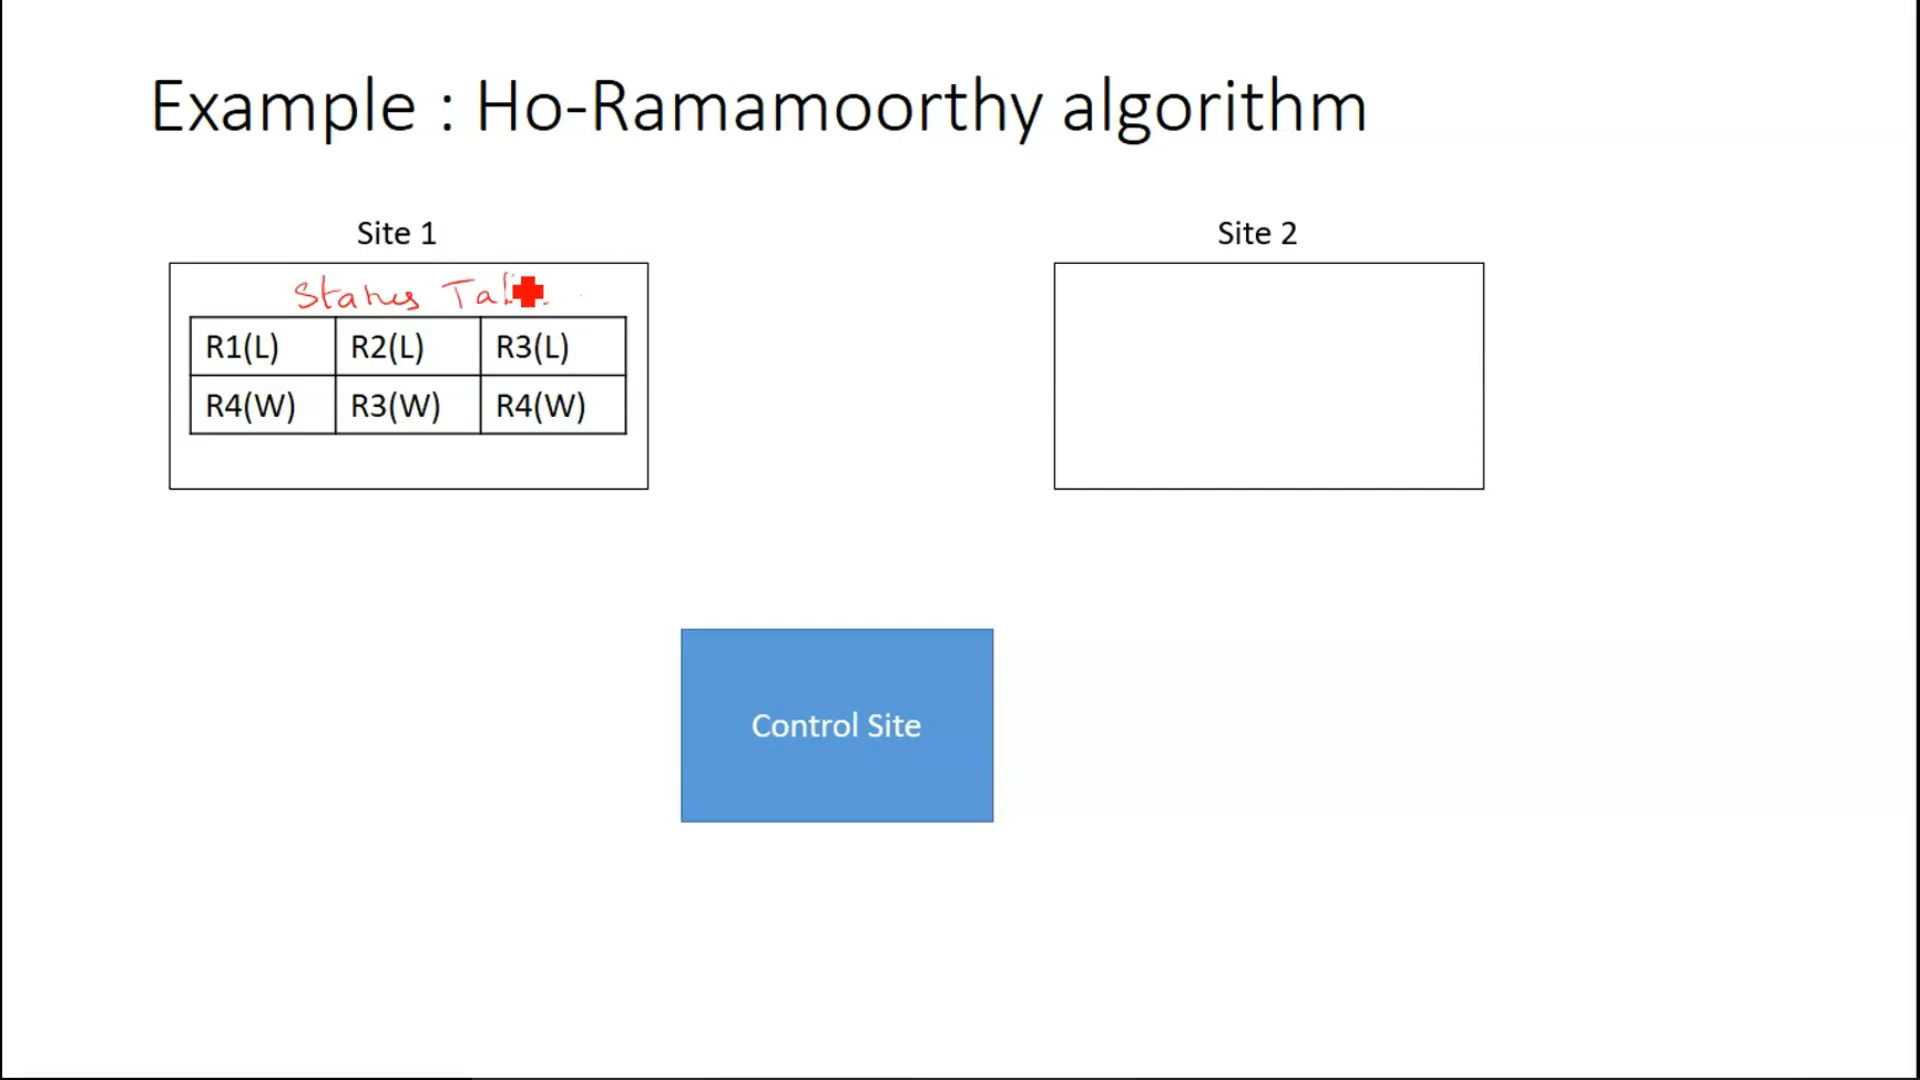 Example : Ho-Ramamoorthy algorithm
Site 1
Site 2
Status
R1(L) R2(L) R3(L)
R4(W) R3(W) R4(W)
Control Site